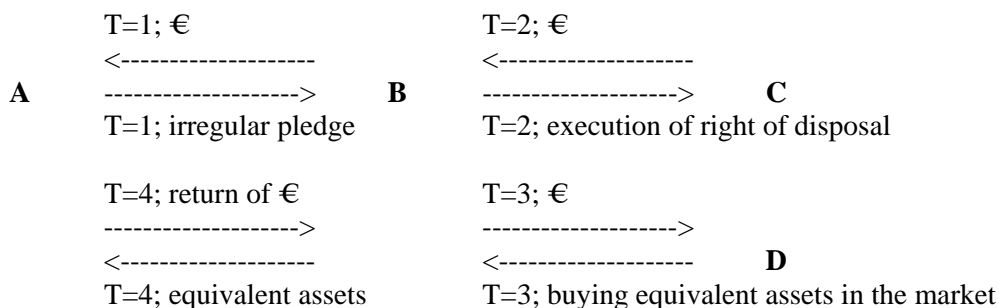 T=1; € T=2; €
<--------------------- <--------------------
A --------------------> B --------------------> C
T=1; irregular pledge T=2; execution of right of disposal
T=4; return of € T=3; €
--------------------> -------------------->
<--------------------- <-------------------- D
T=4; equivalent assets T=3; buying equivalent assets in the market